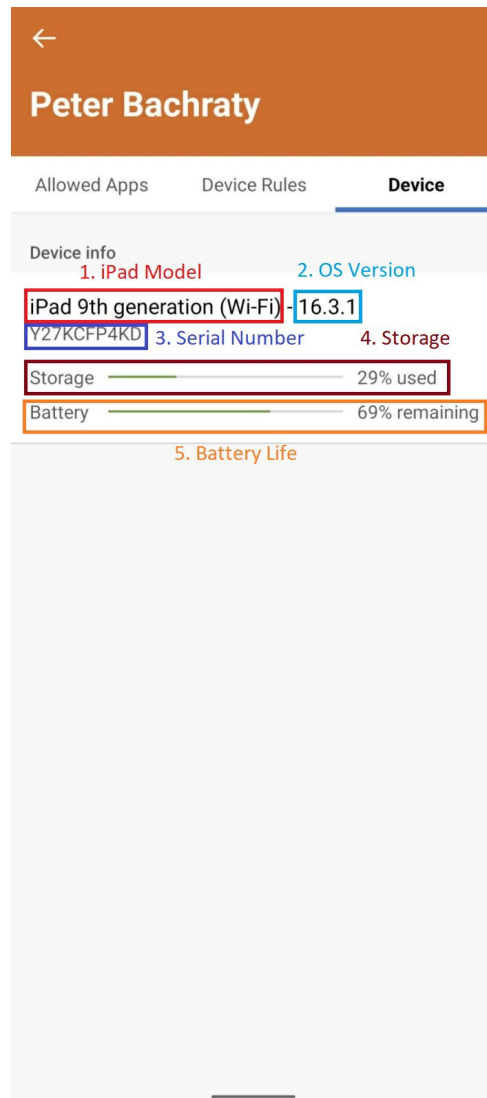 Peter Bachraty
Allowed Apps Device Rules Device
Device info
1. iPad Model 2. OS Version
iPad 9th generation (Wi-Fi) - 16.3.1
Y27KCFP4KD 3. Serial Number 4. Storage
Storage 29% used
Battery 69% remaining
5. Battery Life